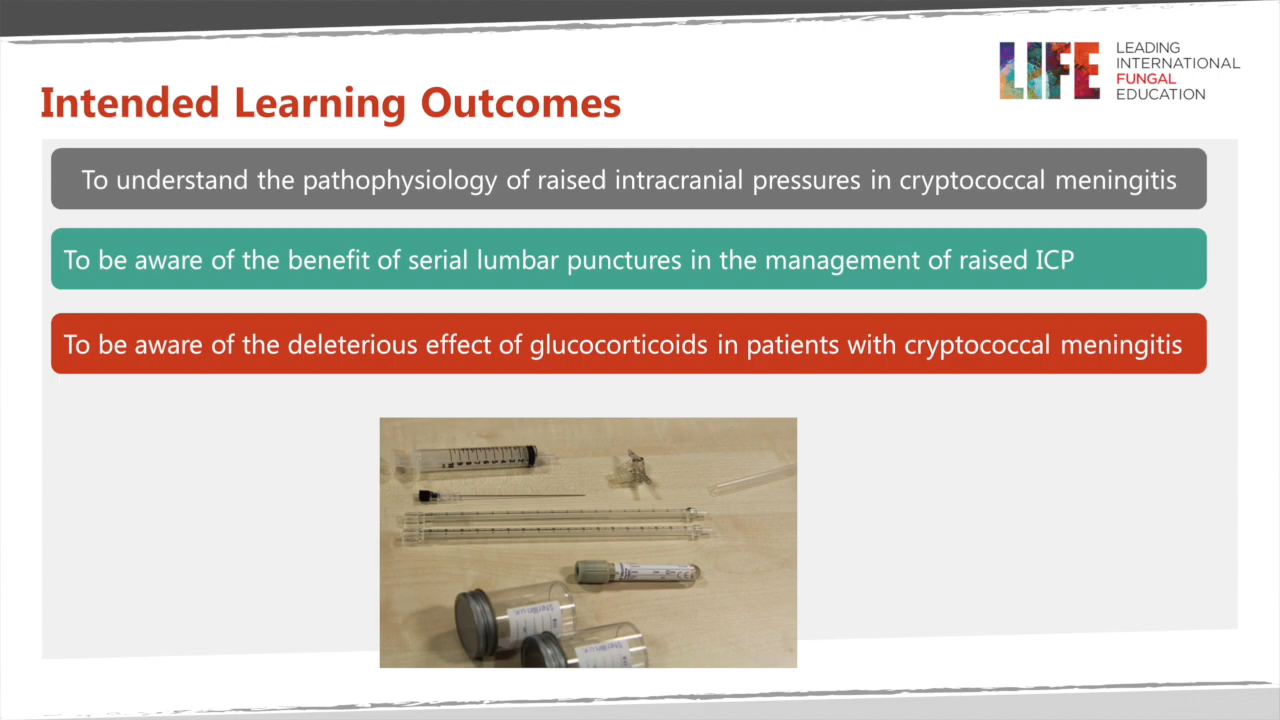 LIFE
LEADING
INTERNATIONAL
FUNGAL
EDUCATION
Intended Learning Outcomes
To understand the pathophysiology of raised intracranial pressures in cryptococcal meningitis
To be aware of the benefit of serial lumbar punctures in the management of raised ICP
To be aware of the deleterious effect of glucocorticoids in patients with cryptococcal meningitis